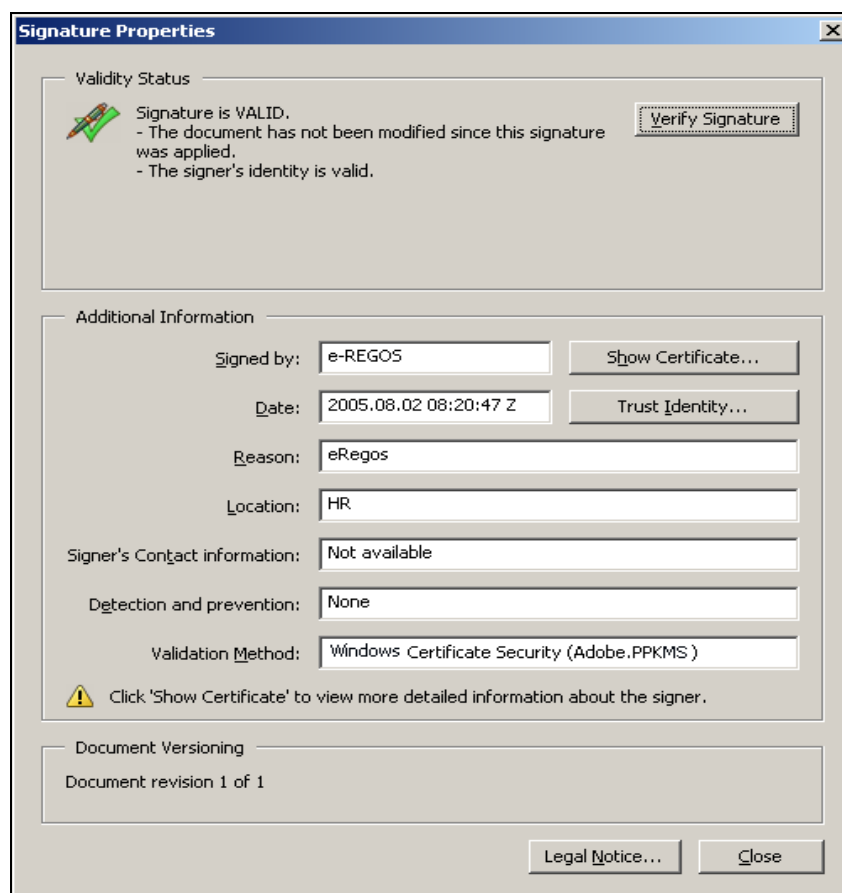 Signature Properties
Validity Status
Signature is VALID.
- The document has not been modified since this signature
was applied.
- The signer's identity is valid.
Verify Signature
Additional Information
Signed by: e-REGOS Show Certificate...
Date: 2005.08.02 08:20:47 Z Trust Identity...
Reason: eRegos
Location: HR
Signer's Contact information: Not available
Detection and prevention: None
Validation Method: Windows Certificate Security (Adobe.PPKMS)
Click 'Show Certificate' to view more detailed information about the signer.
Document Versioning
Document revision 1 of 1
Legal Notice... Close